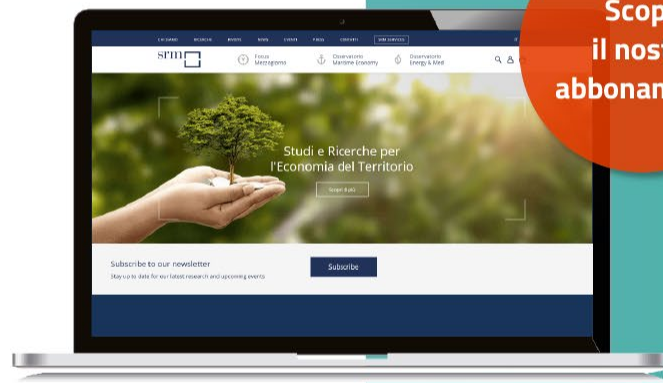 Scop
il nost
abbonam
CHI SIAMO RICERCHE RIVISTE NEWS EVENTI PRESS CONTATTI SRM SERVICES
srm
Focus
Mezzogiorno
Osservatorio
Maritime Economy
Osservatorio
Energy & Med
Studi e Ricerche per
l'Economia del Territorio
Scopri di più
Subscribe to our newsletter
Stay up to date for our latest research and upcoming events
Subscribe